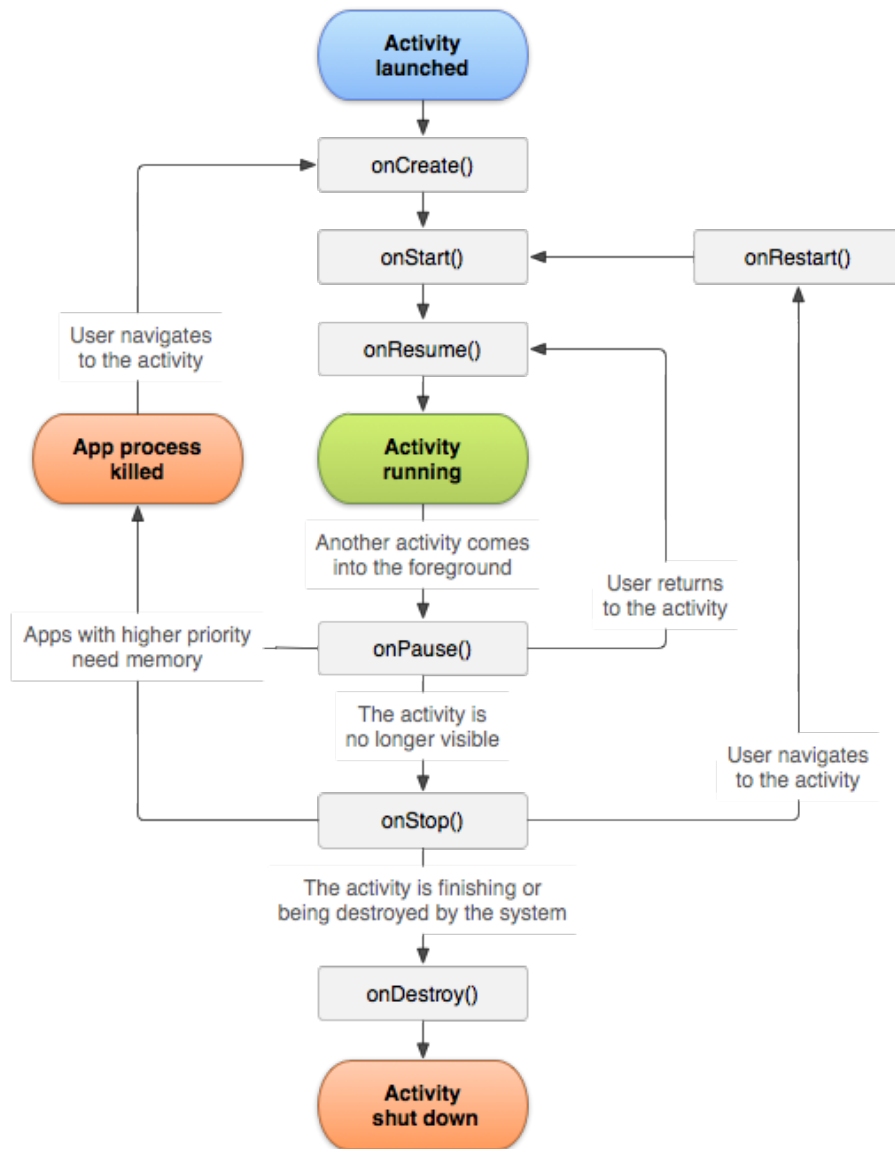 Activity
launched
onCreate()
onStart()
onRestart()
onResume()
User navigates
to the activity
App process
killed
Activity
running
Another activity comes
into the foreground
User returns
to the activity
Apps with higher priority
need memory
onPause()
The activity is
no longer visible
User navigates
to the activity
onStop()
The activity is finishing or
being destroyed by the system
onDestroy()
Activity
shut down